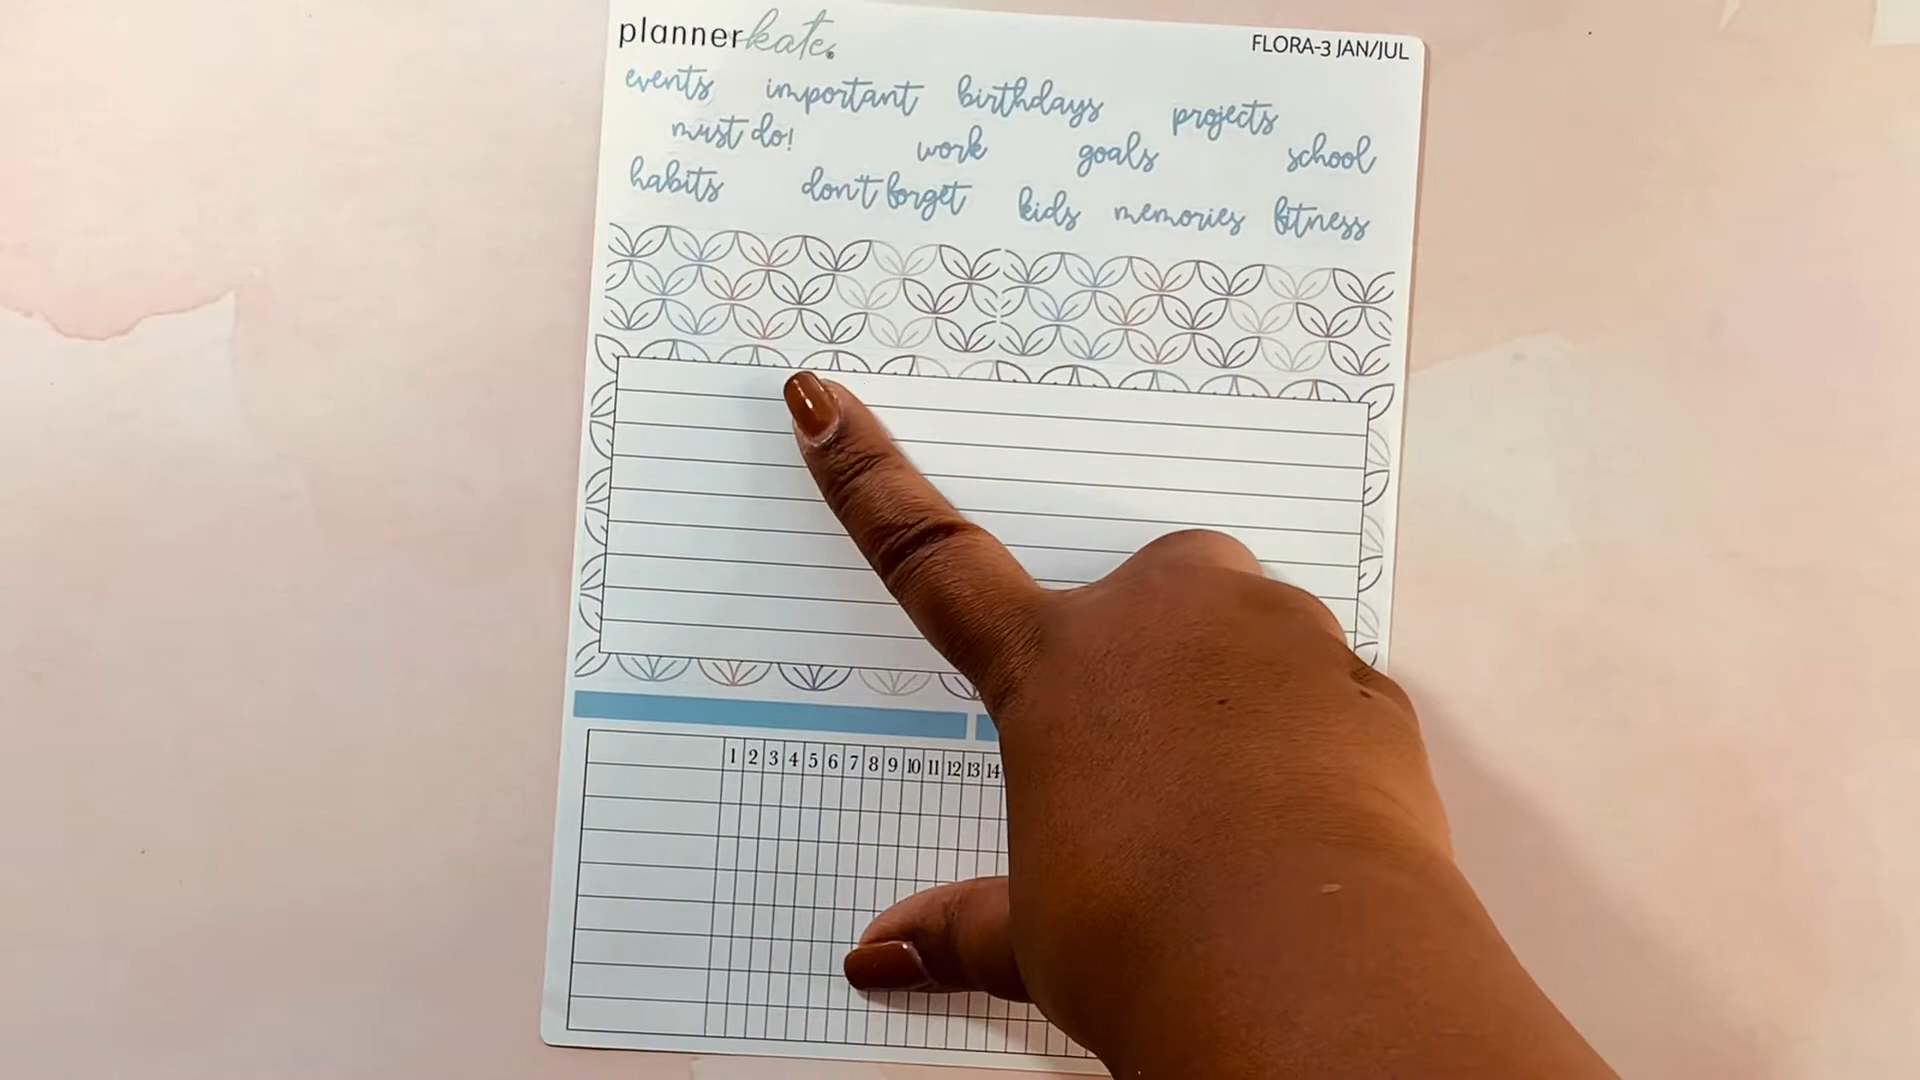 plannerkate®
FLORA-3 JAN/JUL
events important birthdays projects
must do! work goals school
habits don't forget kids memories fitness
1 2 3 4 5 6 7 8 9 10 11 12 13 14